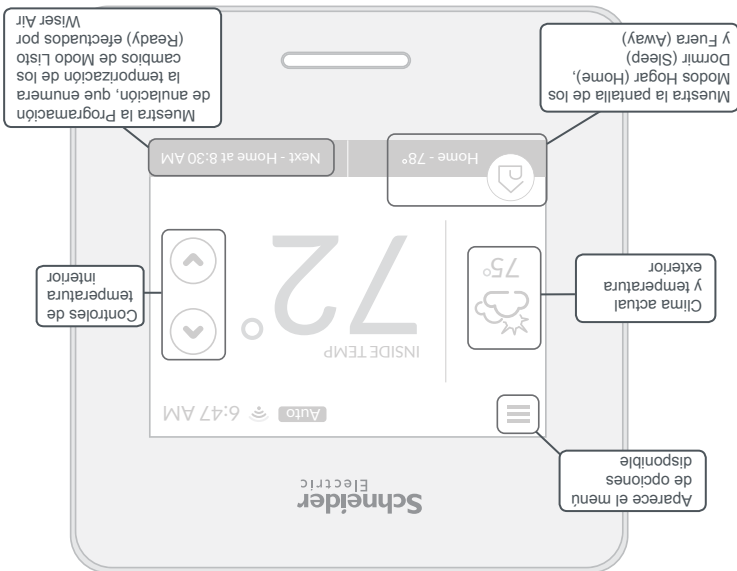 Schneider
Electric
Aparece el menú
de opciones
disponible
Auto 6:47 AM
INSIDE TEMP
72°
75°
Clima actual
y temperatura
exterior
Controles de
temperatura
interior
Home - 78°
Next - Home at 8:30 AM
Muestra la pantalla de los
Modos Hogar (Home),
Dormir (Sleep)
y Fuera (Away)
Muestra la Programación
de anulación, que enumera
la temporización de los
cambios de Modo Listo
(Ready) efectuados por
Wiser Air